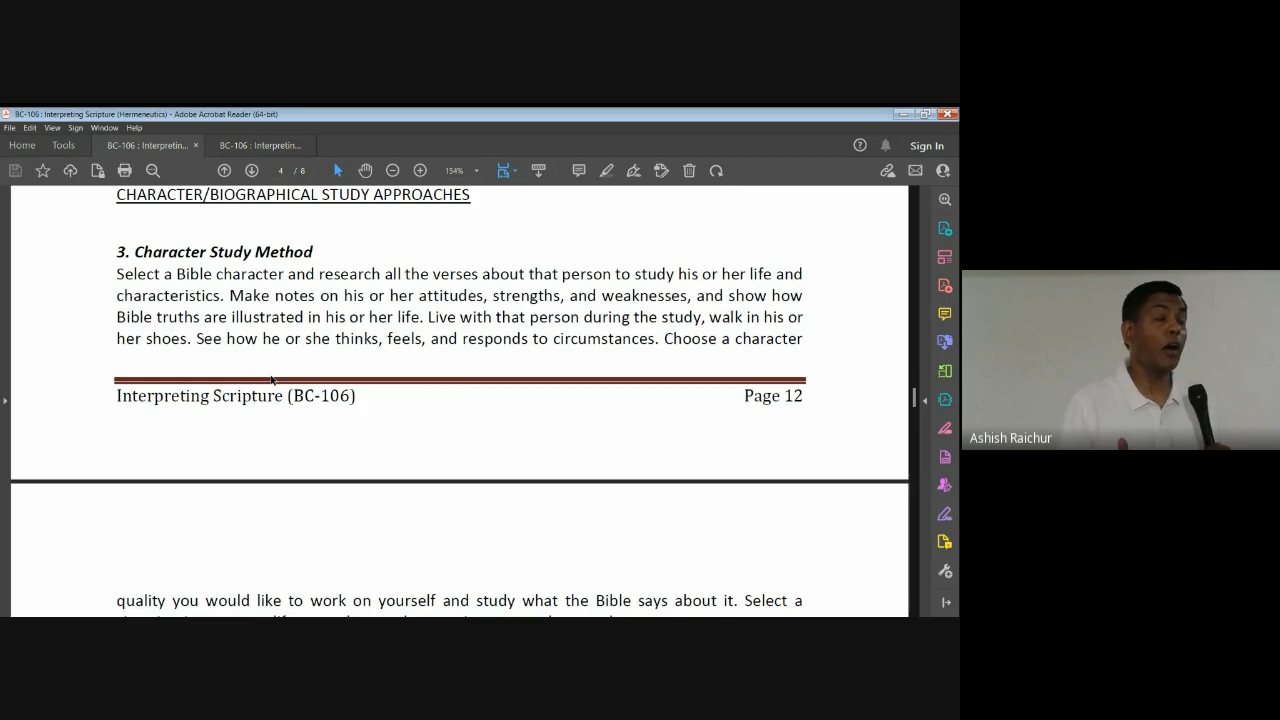 BC-106 : Interpreting Scripture (Hermeneutics) - Adobe Acrobat Reader (64-bit)
File Edit View Sign Window Help
Home Tools BC-106 : Interpretin... × BC-106 : Interpretin... Sign In
4 / 8 154%
CHARACTER/BIOGRAPHICAL STUDY APPROACHES
3. Character Study Method
Select a Bible character and research all the verses about that person to study his or her life and
characteristics. Make notes on his or her attitudes, strengths, and weaknesses, and show how
Bible truths are illustrated in his or her life. Live with that person during the study, walk in his or
her shoes. See how he or she thinks, feels, and responds to circumstances. Choose a character
Interpreting Scripture (BC-106) Page 12
quality you would like to work on yourself and study what the Bible says about it. Select a
Ashish Raichur